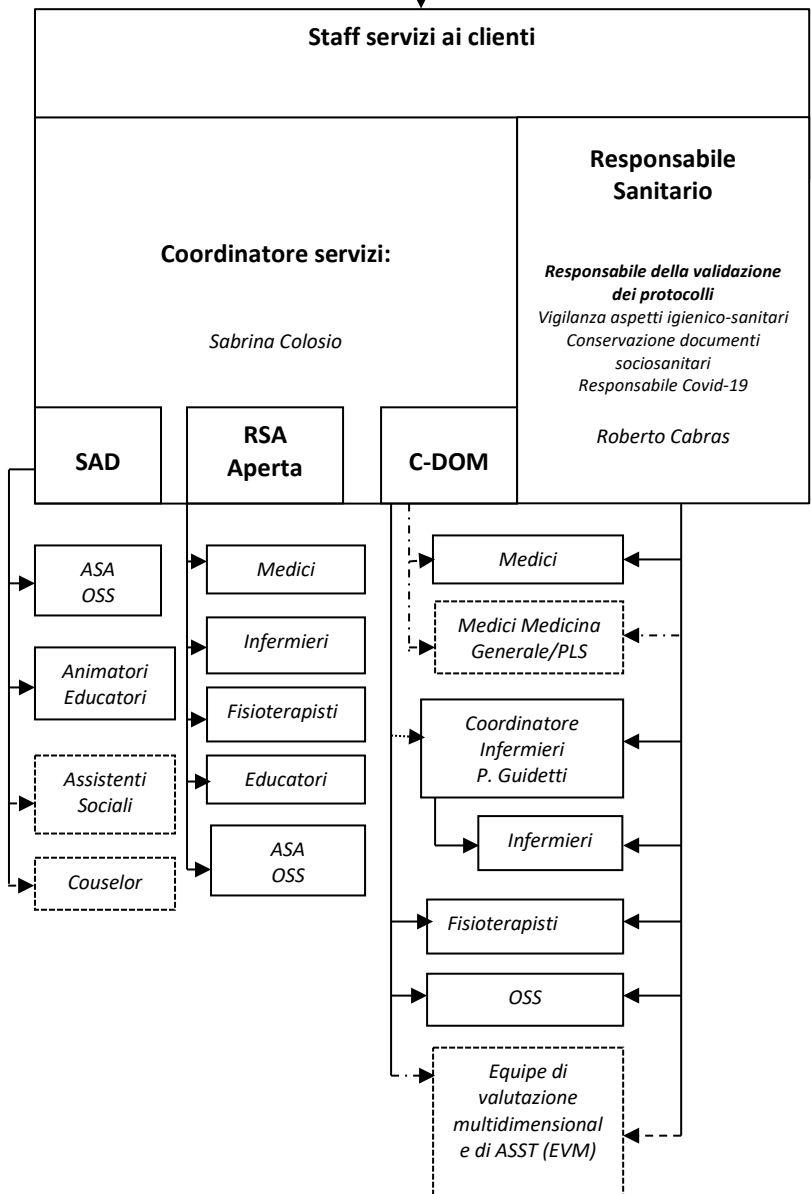 Staff servizi ai clienti
Coordinatore servizi:
Sabrina Colosio
Responsabile
Sanitario
Responsabile della validazione
dei protocolli
Vigilanza aspetti igienico-sanitari
Conservazione documenti
sociosanitari
Responsabile Covid-19
Roberto Cabras
SAD
RSA
Aperta
C-DOM
ASA
OSS
Animatori
Educatori
Assistenti
Sociali
Couselor
Medici
Infermieri
Fisioterapisti
Educatori
ASA
OSS
Medici
Medici Medicina
Generale/PLS
Coordinatore
Infermieri
P. Guidetti
Infermieri
Fisioterapisti
OSS
Equipe di
valutazione
multidimensional
e di ASST (EVM)